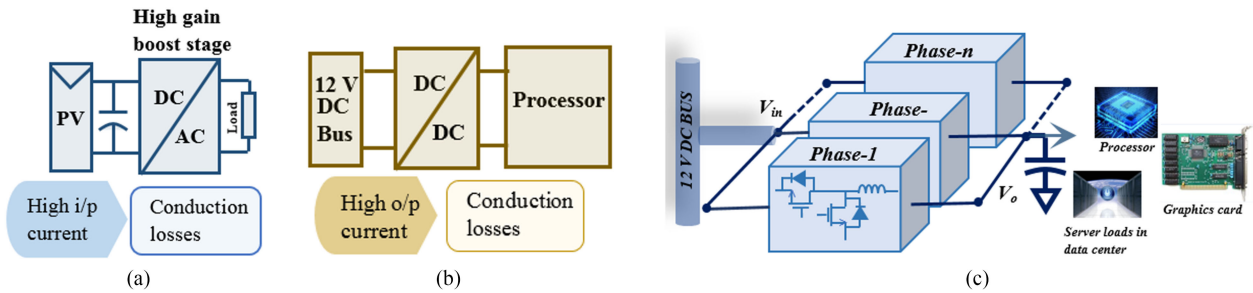 High gain
boost stage
PV
DC
AC
Load
High i/p
current
Conduction
losses
(a)
12 V
DC
Bus
DC
DC
Processor
High o/p
current
Conduction
losses
(b)
12 V DC BUS
Vin
Phase-n
Phase-
Phase-1
Vo
Processor
Graphics card
Server loads in
data center
(c)